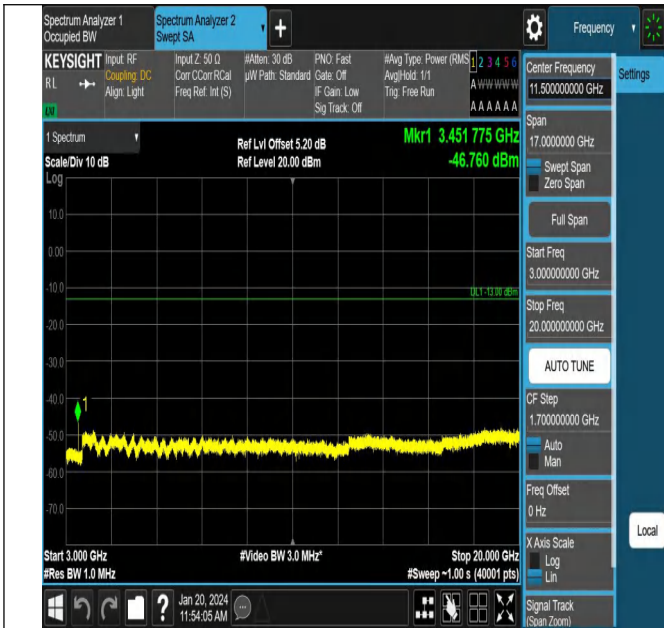 Spectrum Analyzer 1
Occupied BW
Spectrum Analyzer 2
Swept SA
+
Frequency
KEYSIGHT
RL
LXI
Input: RF
Coupling: DC
Align: Light
Input Z: 50 Ω
Corr CCorr RCal
Freq Ref: Int (S)
#Atten: 30 dB
µW Path: Standard
PNO: Fast
Gate: Off
IF Gain: Low
Sig Track: Off
#Avg Type: Power (RMS
Avg|Hold: 1/1
Trig: Free Run
1 2 3 4 5 6
A W W W W W
A A A A A A
Center Frequency
11.500000000 GHz
Settings
Span
17.0000000 GHz
Swept Span
Zero Span
Full Span
Start Freq
3.000000000 GHz
Stop Freq
20.000000000 GHz
AUTO TUNE
CF Step
1.700000000 GHz
Auto
Man
Freq Offset
0 Hz
X Axis Scale
Log
Lin
Signal Track
(Span Zoom)
Local
1 Spectrum
Scale/Div 10 dB
Log
Ref Lvl Offset 5.20 dB
Ref Level 20.00 dBm
Mkr1 3.451 775 GHz
-46.760 dBm
10.0
0.00
-10.0
DL1 -13.00 dBm
-20.0
-30.0
-40.0
1
-50.0
-60.0
-70.0
Start 3.000 GHz
#Res BW 1.0 MHz
#Video BW 3.0 MHz*
Stop 20.000 GHz
#Sweep ~1.00 s (40001 pts)
?
Jan 20, 2024
11:54:05 AM